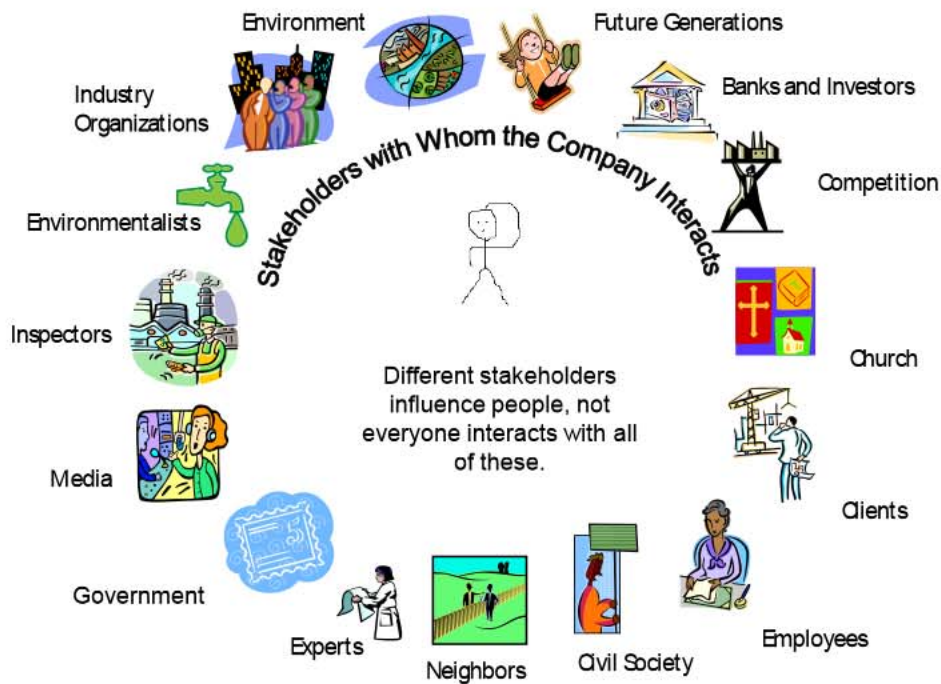 Environment
Future Generations
Industry
Organizations
Banks and Investors
Stakeholders with Whom the Company Interacts
Competition
Environmentalists
Inspectors
Church
Different stakeholders
influence people, not
everyone interacts with all
of these.
Media
Clients
5
Government
Experts
Neighbors
Civil Society
Employees